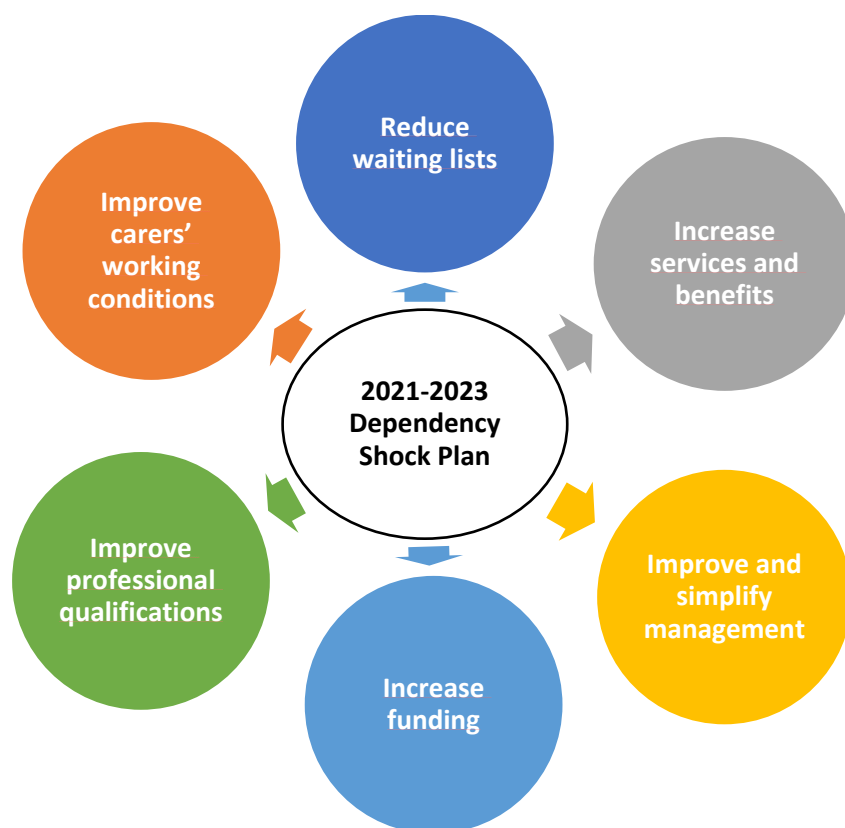 Reduce
waiting lists
Improve
carers’
working
conditions
Increase
services and
benefits
2021-2023
Dependency
Shock Plan
Improve
professional
qualifications
Improve and
simplify
management
Increase
funding